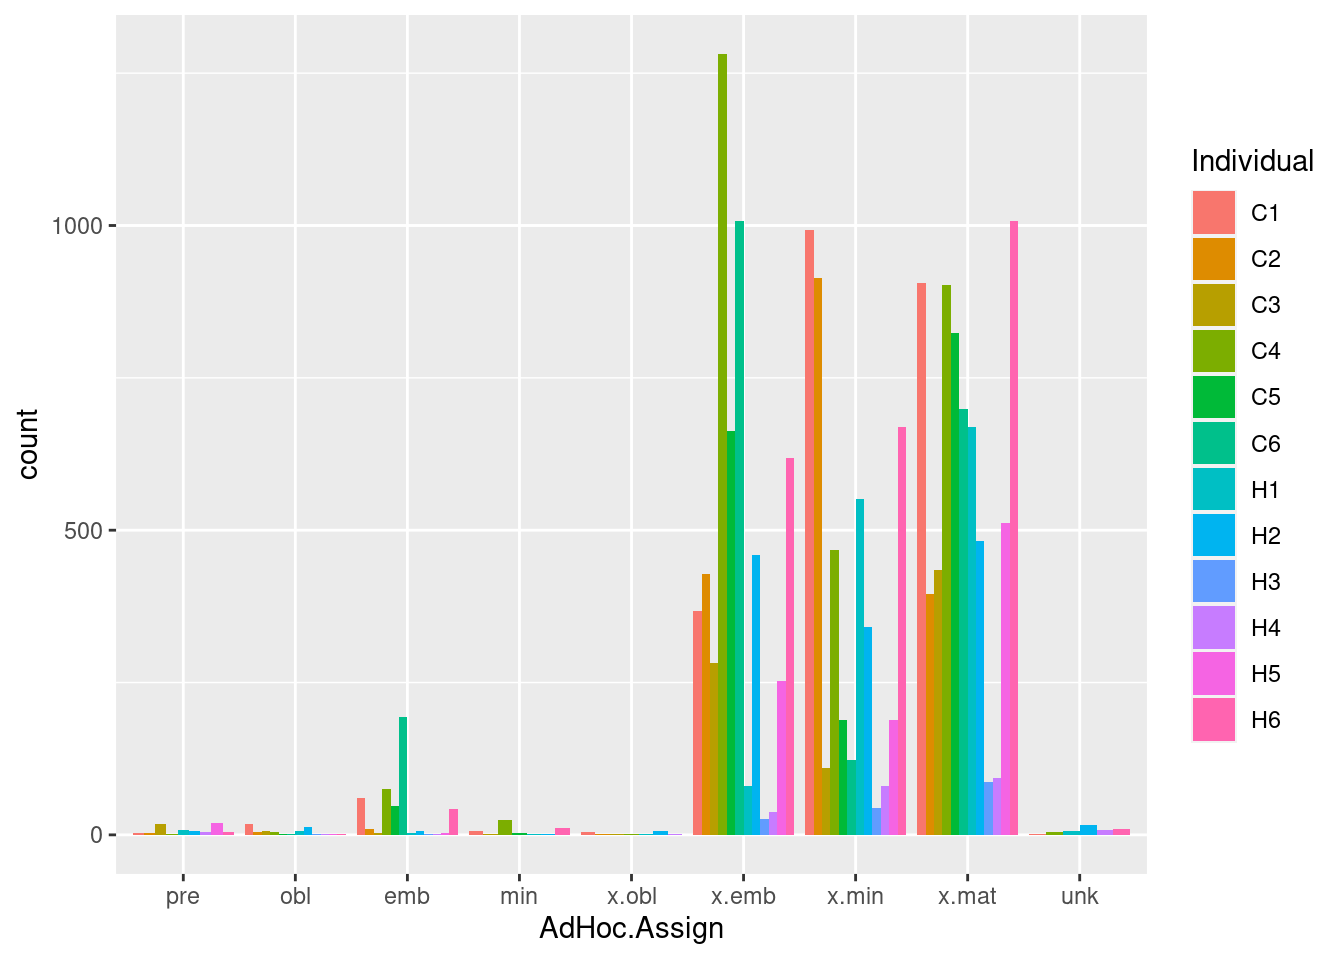 1000
500
0
count
pre obl emb min x.obl x.emb x.min x.mat unk
AdHoc.Assign
Individual
C1
C2
C3
C4
C5
C6
H1
H2
H3
H4
H5
H6